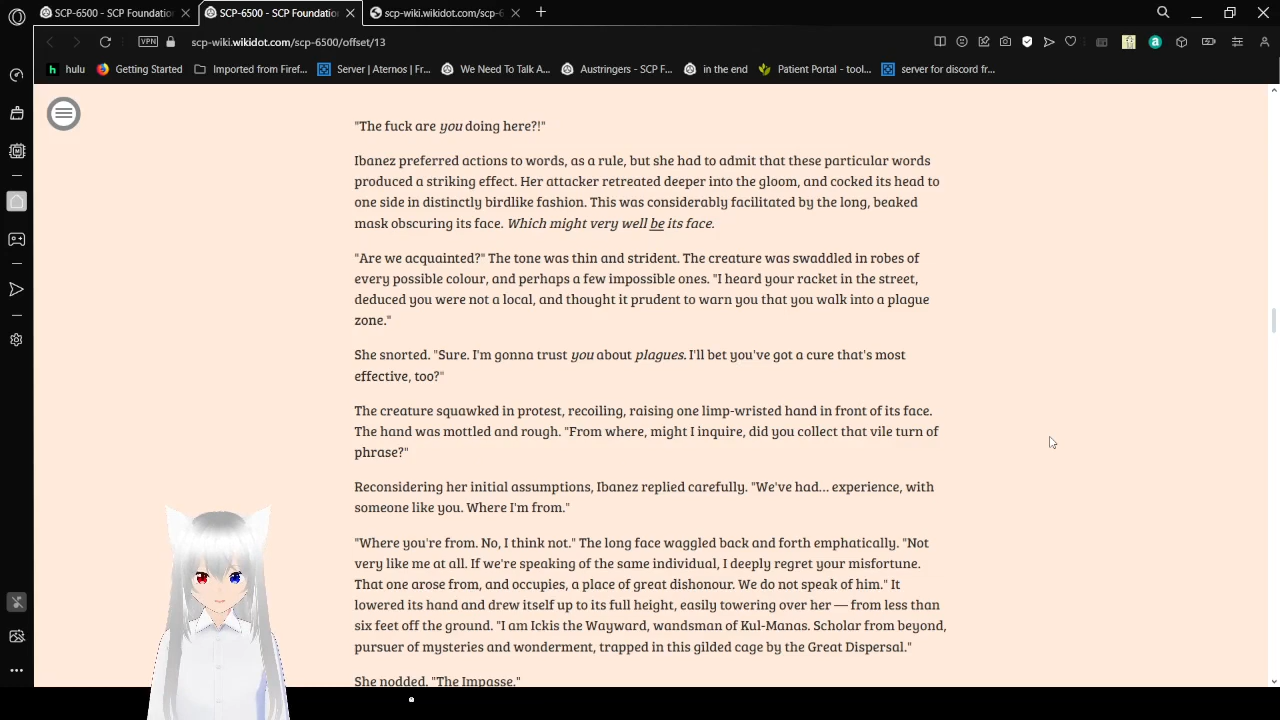 SCP-6500 - SCP Foundation
SCP-6500 - SCP Foundation
scp-wiki.wikidot.com/scp-6
VPN
scp-wiki.wikidot.com/scp-6500/offset/13
hulu
Getting Started
Imported from Firef...
Server | Aternos | Fr...
We Need To Talk A...
Austringers - SCP F...
in the end
Patient Portal - tool...
server for discord fr...
"The fuck are you doing here?!"
Ibanez preferred actions to words, as a rule, but she had to admit that these particular words
produced a striking effect. Her attacker retreated deeper into the gloom, and cocked its head to
one side in distinctly birdlike fashion. This was considerably facilitated by the long, beaked
mask obscuring its face. Which might very well be its face.
"Are we acquainted?" The tone was thin and strident. The creature was swaddled in robes of
every possible colour, and perhaps a few impossible ones. "I heard your racket in the street,
deduced you were not a local, and thought it prudent to warn you that you walk into a plague
zone."
She snorted. "Sure. I'm gonna trust you about plagues. I'll bet you've got a cure that's most
effective, too?"
The creature squawked in protest, recoiling, raising one limp-wristed hand in front of its face.
The hand was mottled and rough. "From where, might I inquire, did you collect that vile turn of
phrase?"
Reconsidering her initial assumptions, Ibanez replied carefully. "We've had... experience, with
someone like you. Where I'm from."
"Where you're from. No, I think not." The long face waggled back and forth emphatically. "Not
very like me at all. If we're speaking of the same individual, I deeply regret your misfortune.
That one arose from, and occupies, a place of great dishonour. We do not speak of him." It
lowered its hand and drew itself up to its full height, easily towering over her — from less than
six feet off the ground. "I am Ickis the Wayward, wandsman of Kul-Manas. Scholar from beyond,
pursuer of mysteries and wonderment, trapped in this gilded cage by the Great Dispersal."
She nodded. "The Impasse."